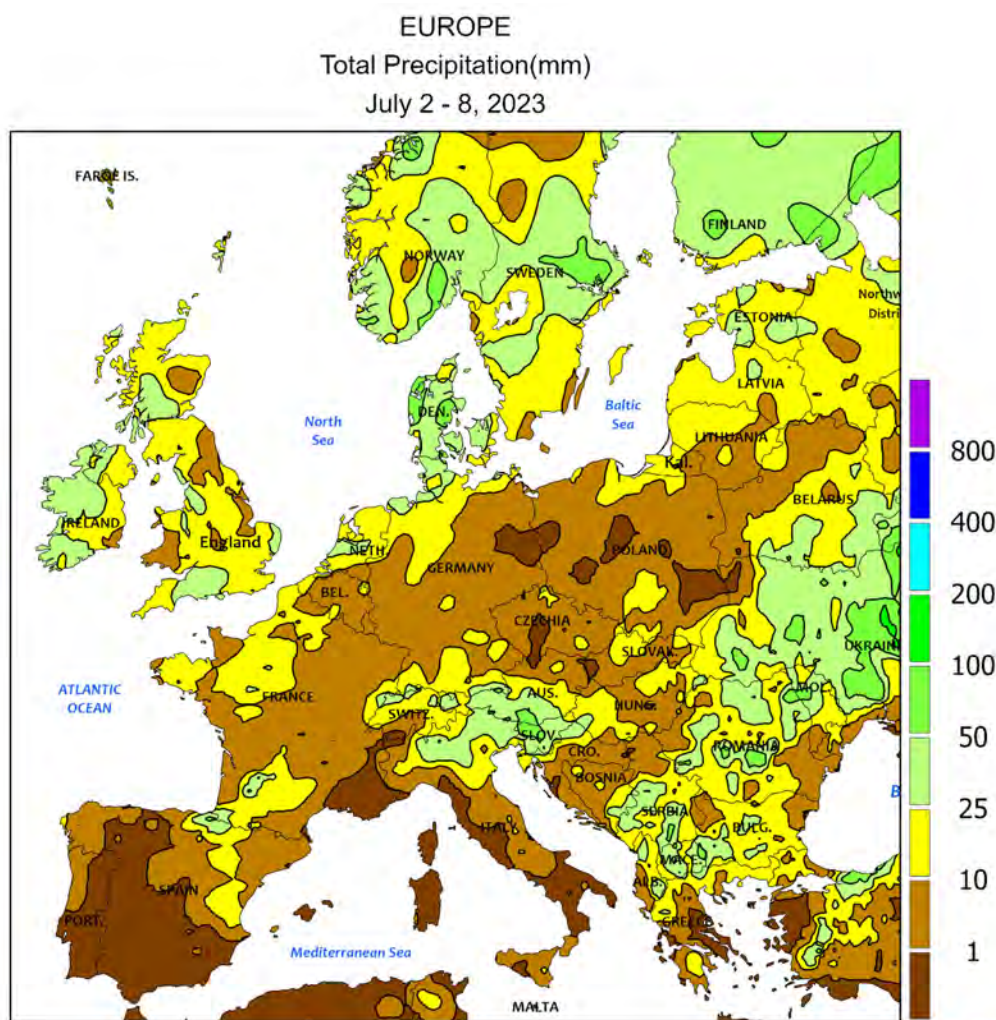 EUROPE
Total Precipitation(mm)
July 2 - 8, 2023
FAROE IS.
FINLAND
NORWAY
SWEDEN
Northw
Distri
ESTONIA
LATVIA
North
Sea
DEN.
Baltic
Sea
LITHUANIA
Kal.
800
BELARUS
400
IRELAND
England
NETH.
GERMANY
POLAND
BEL.
200
CZECHIA
UKRAIN
SLOVAK.
100
ATLANTIC
OCEAN
FRANCE
AUS.
MOL.
SWITZ.
HUNG.
SLOV.
50
CRO.
ROMANIA
BOSNIA
B
SERBIA
25
ITALY
BULG.
MACE.
10
SPAIN
ALB.
PORT.
GREECE
1
Mediterranean Sea
MALTA